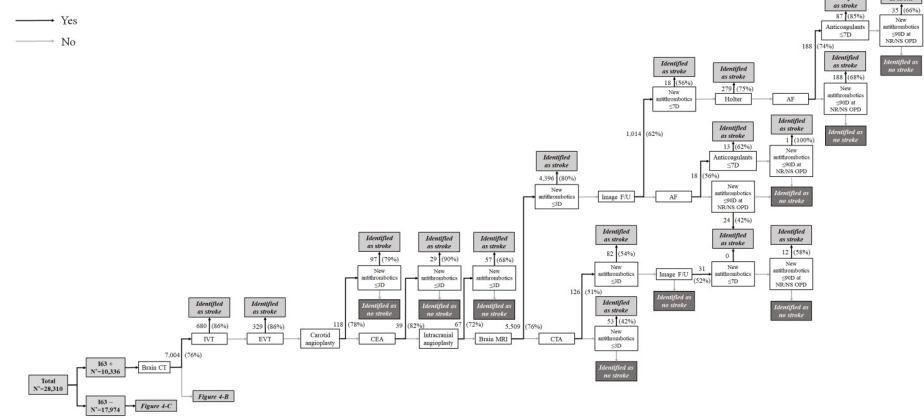 Yes
No
87 (85%)
35 (66%)
Anticoagulants
≤7D
New
antithrombotics
≤90D at
NR/NS OPD
188
(74%)
Identified as
no stroke
Identified
as stroke
188 (68%)
New
antithrombotics
≤90D at
NR/NS OPD
Identified as
no stroke
Identified
as stroke
18 (56%)
New
antithrombotics
≤7D
Identified
as stroke
279 (75%)
Holter
AF
1,014 (62%)
Identified
as stroke
13 (62%)
Anticoagulants
≤7D
Identified
as stroke
1 (100%)
New
antithrombotics
≤90D at
NR/NS OPD
Identified as
no stroke
18 (56%)
Identified
as stroke
4,396 (80%)
New
antithrombotics
≤3D
Image F/U
AF
New
antithrombotics
≤90D at
NR/NS OPD
24 (42%)
Identified
as stroke
0
New
antithrombotics
≤7D
Identified
as stroke
12 (58%)
New
antithrombotics
≤90D at
NR/NS OPD
Identified as
no stroke
Identified
as stroke
82 (54%)
New
antithrombotics
≤3D
Image F/U
31
(52%)
Identified as
no stroke
126 (51%)
Identified
as stroke
53 (42%)
New
antithrombotics
≤3D
Identified as
no stroke
Identified
as stroke
97 (79%)
New
antithrombotics
≤3D
Identified
as no stroke
Identified
as stroke
29 (90%)
New
antithrombotics
≤3D
Identified
as no stroke
Identified
as stroke
57 (68%)
New
antithrombotics
≤3D
Identified
as no stroke
Identified
as stroke
680 (86%)
IVT
Identified
as stroke
329 (86%)
EVT
Carotid
angioplasty
118 (78%)
CEA
39 (82%)
Intracranial
angioplasty
67 (72%)
Brain MRI
5,509 (76%)
CTA
7,004 (76%)
Total
N'=28,310
I63 +
N'=10,336
Brain CT
Figure 4-B
I63 −
N'=17,974
Figure 4-C